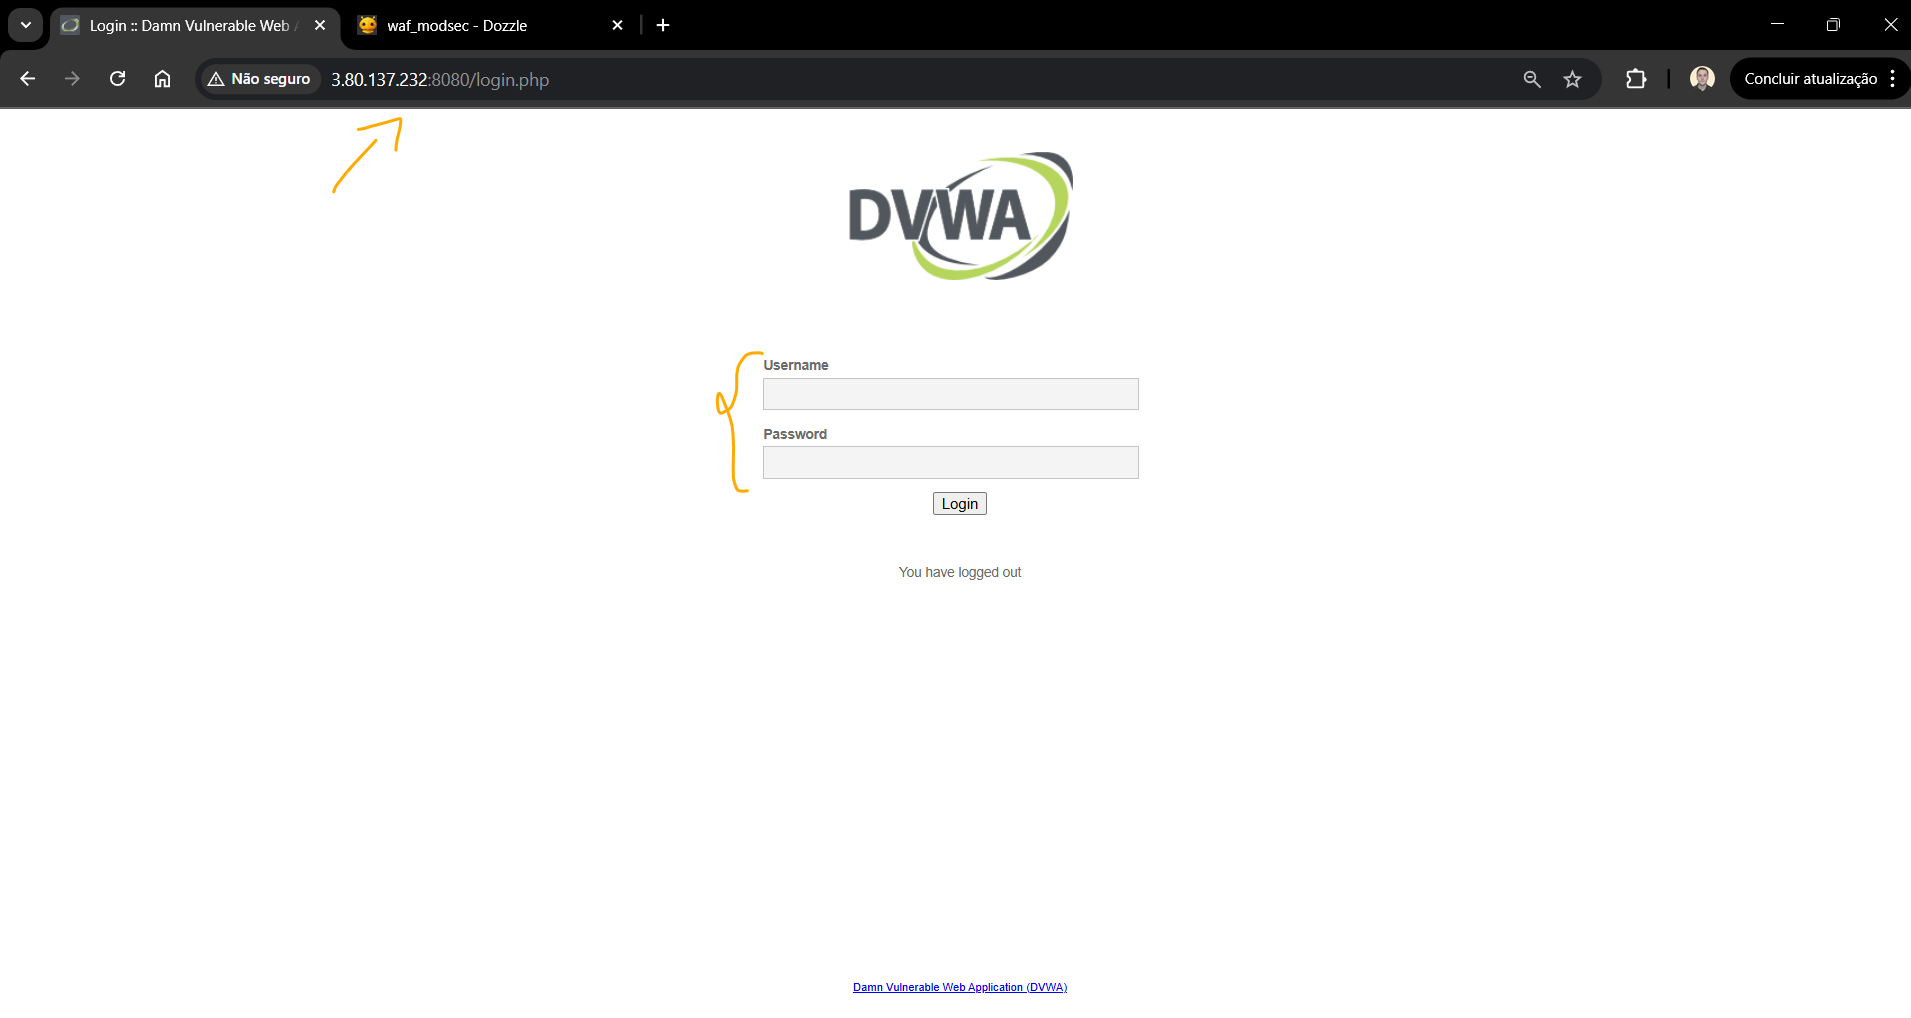 Login :: Damn Vulnerable Web A
waf_modsec - Dozzle
Não seguro
3.80.137.232:8080/login.php
Concluir atualização
DVWA
Username
Password
Login
You have logged out
Damn Vulnerable Web Application (DVWA)